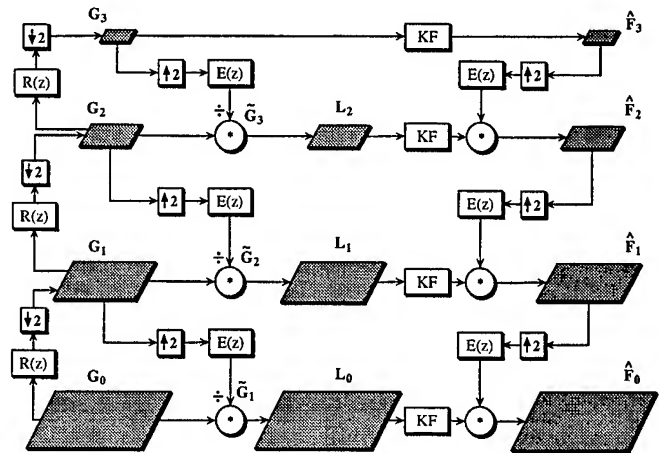 G₃ F̂₃
↓2 KF
R(z) ↑2 E(z) E(z) ↑2
G₂ ÷ * G̃₃ L₂ KF * F̂₂
↓2
R(z) ↑2 E(z) E(z) ↑2
G₁ ÷ * G̃₂ L₁ KF * F̂₁
↓2
R(z) ↑2 E(z) E(z) ↑2
G₀ ÷ * G̃₁ L₀ KF * F̂₀